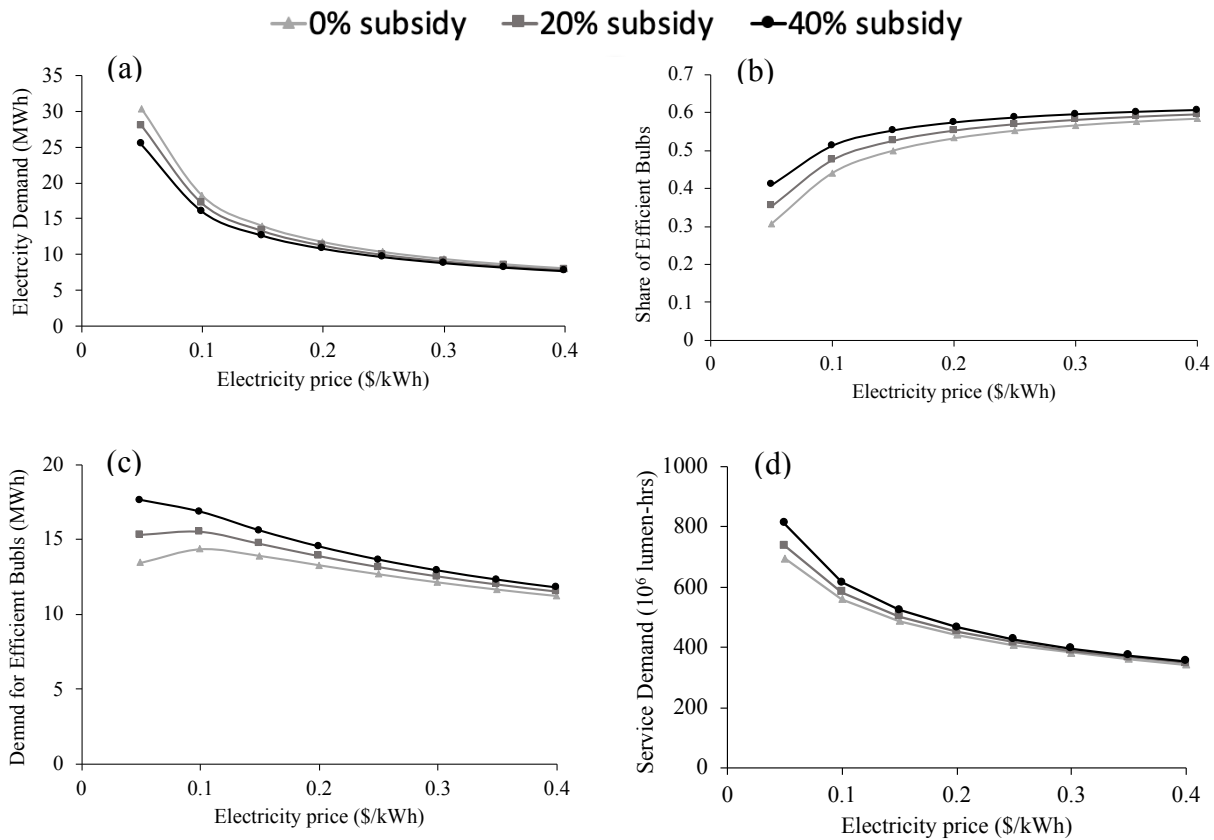 0% subsidy 20% subsidy 40% subsidy
(a)
Electrcity Demand (MWh)
35
30
25
20
15
10
5
0
0 0.1 0.2 0.3 0.4
Electricity price ($/kWh)
(b)
Share of Efficient Bulbs
0.7
0.6
0.5
0.4
0.3
0.2
0.1
0
0 0.1 0.2 0.3 0.4
Electricity price ($/kWh)
(c)
Demnd for Efficient Bubls (MWh)
20
15
10
5
0
0 0.1 0.2 0.3 0.4
Electricity price ($/kWh)
(d)
Service Demand (10⁶ lumen-hrs)
1000
800
600
400
200
0
0 0.1 0.2 0.3 0.4
Electricity price ($/kWh)